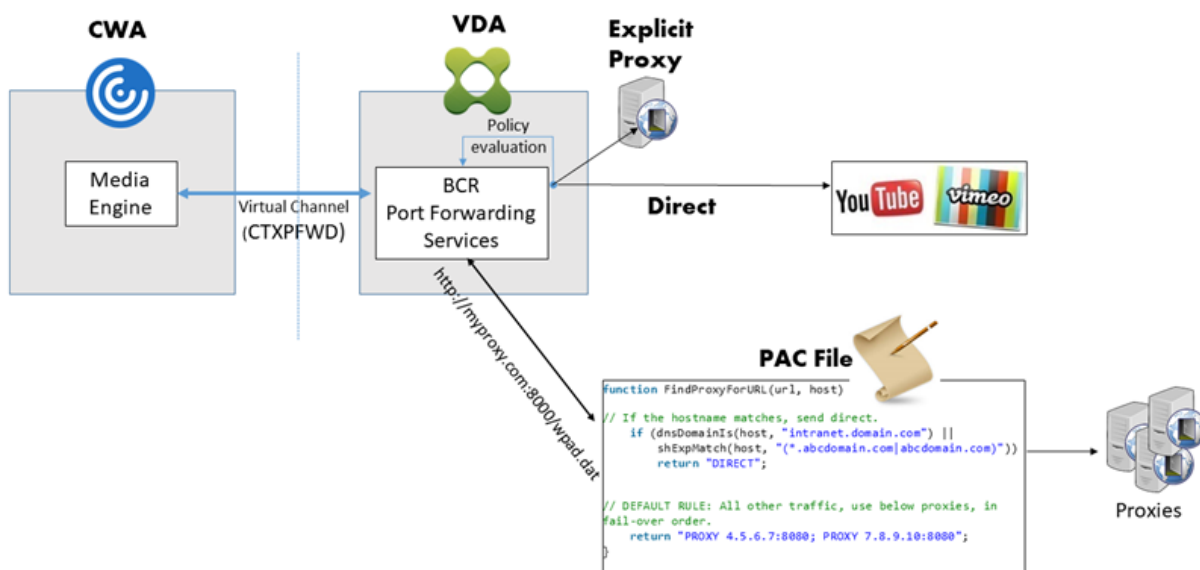 CWA
VDA
Explicit
Proxy
Policy
evaluation
Media
Engine
Virtual Channel
(CTXPFWD)
BCR
Port Forwarding
Services
Direct
YouTube
vimeo
http://myproxy.com:8000/wpad.dat
PAC File
function FindProxyForURL(url, host)
// If the hostname matches, send direct.
if (dnsDomainIs(host, "intranet.domain.com") ||
shExpMatch(host, "(*.abcdomain.com|abcdomain.com)"))
return "DIRECT";
// DEFAULT RULE: All other traffic, use below proxies, in
fail-over order.
return "PROXY 4.5.6.7:8080; PROXY 7.8.9.10:8080";
}
Proxies